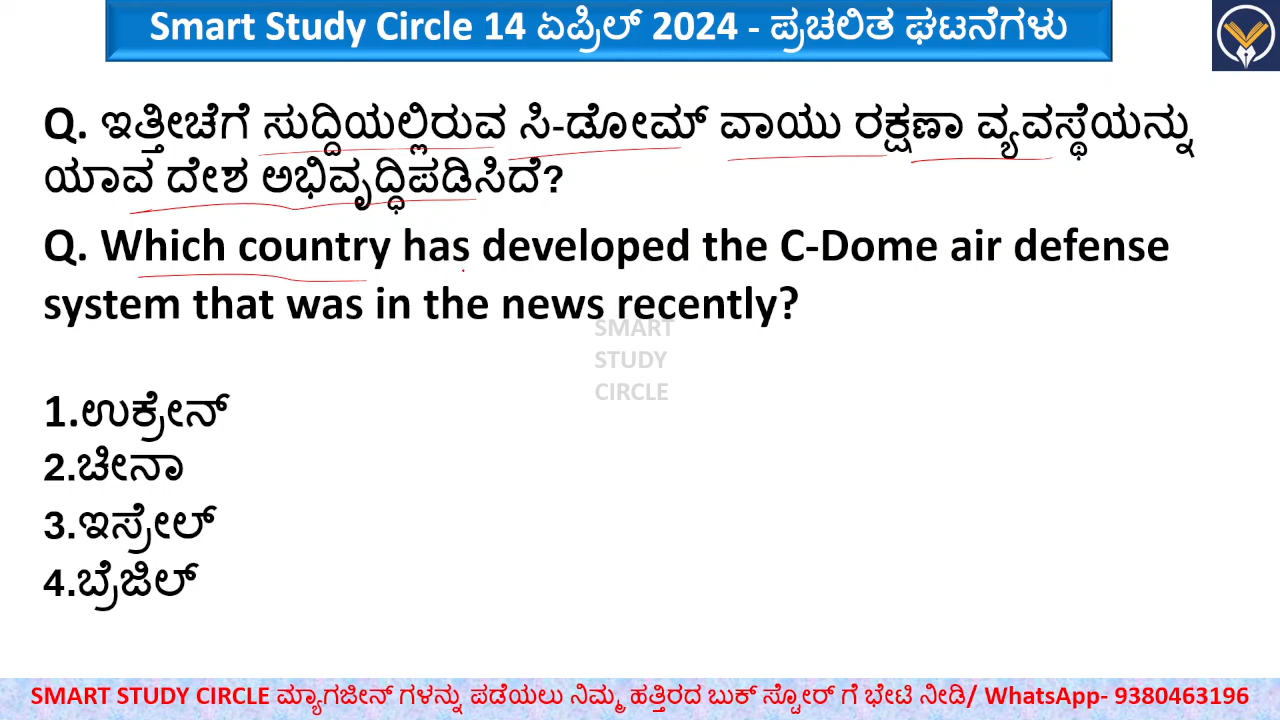 Smart Study Circle 14 ಏಪ್ರಿಲ್ 2024 - ಪ್ರಚಲಿತ ಘಟನೆಗಳು
Q. ಇತ್ತೀಚೆಗೆ ಸುದ್ದಿಯಲ್ಲಿರುವ ಸಿ-ಡೋಮ್ ವಾಯು ರಕ್ಷಣಾ ವ್ಯವಸ್ಥೆಯನ್ನು
ಯಾವ ದೇಶ ಅಭಿವೃದ್ಧಿಪಡಿಸಿದೆ?
Q. Which country has developed the C-Dome air defense
system that was in the news recently?
SMART
STUDY
CIRCLE
1.ಉಕ್ರೇನ್
2.ಚೀನಾ
3.ಇಸ್ರೇಲ್
4.ಬ್ರೆಜಿಲ್
SMART STUDY CIRCLE ಮ್ಯಾಗಜೀನ್ ಗಳನ್ನು ಪಡೆಯಲು ನಿಮ್ಮ ಹತ್ತಿರದ ಬುಕ್ ಸ್ಟೋರ್ ಗೆ ಭೇಟಿ ನೀಡಿ/ WhatsApp- 9380463196